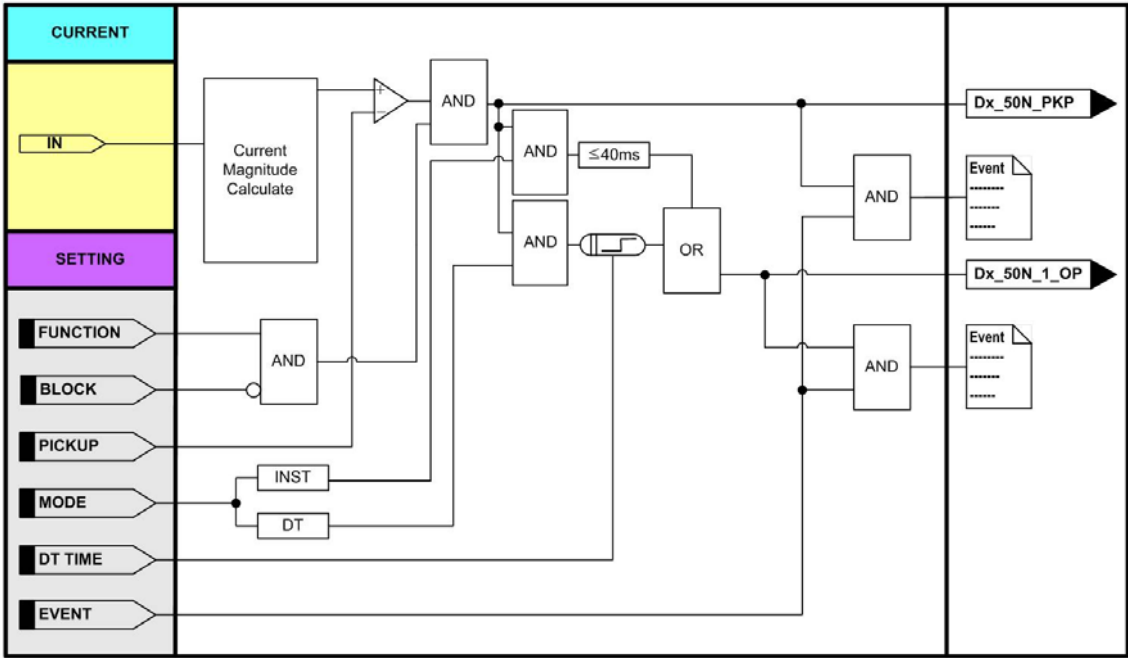 CURRENT
IN
Current
Magnitude
Calculate
+
−
AND
AND
≤40ms
AND
OR
Dx_50N_PKP
AND
Event
--------
-------
------
SETTING
Dx_50N_1_OP
FUNCTION
AND
BLOCK
AND
Event
--------
-------
------
PICKUP
MODE
INST
DT
DT TIME
EVENT